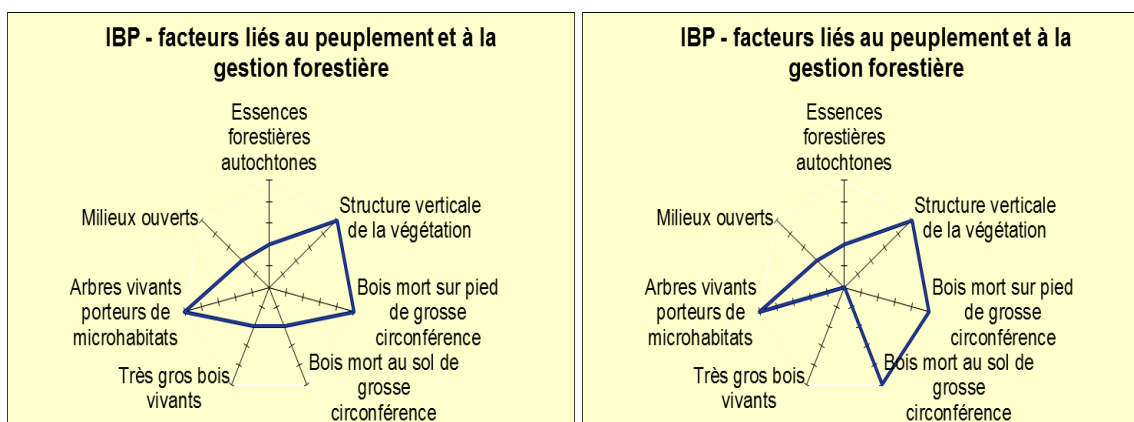 IBP - facteurs liés au peuplement et à la
gestion forestière
Essences
forestières
autochtones
Structure verticale
de la végétation
Bois mort sur pied
de grosse
circonférence
Bois mort au sol de
grosse
circonférence
Très gros bois
vivants
Arbres vivants
porteurs de
microhabitats
Milieux ouverts
IBP - facteurs liés au peuplement et à la
gestion forestière
Essences
forestières
autochtones
Structure verticale
de la végétation
Bois mort sur pied
de grosse
circonférence
Bois mort au sol de
grosse
circonférence
Très gros bois
vivants
Arbres vivants
porteurs de
microhabitats
Milieux ouverts